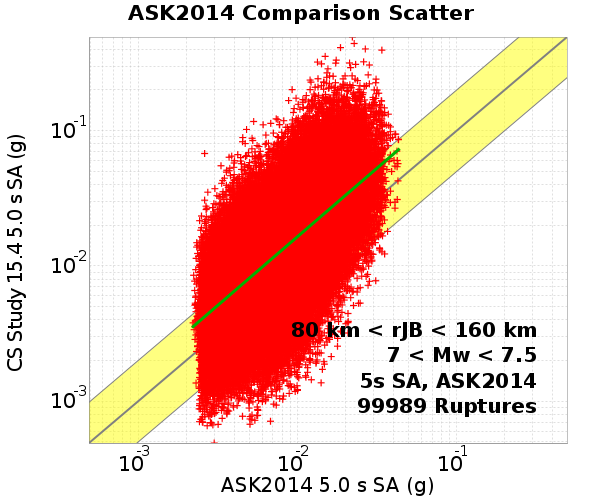 ASK2014 Comparison Scatter
CS Study 15.4 5.0 s SA (g)
10-1
10-2
10-3
80 km < rJB < 160 km
7 < Mw < 7.5
5s SA, ASK2014
99989 Ruptures
10-3 10-2 10-1
ASK2014 5.0 s SA (g)